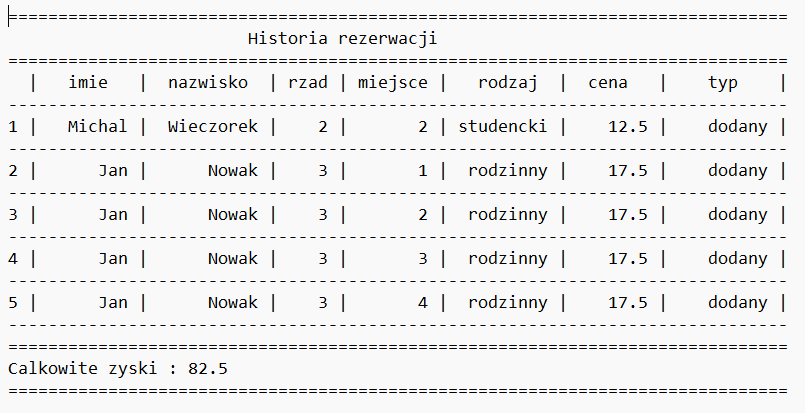 ==============================================================================
                        Historia rezerwacji
==============================================================================
  |   imie   |  nazwisko  | rzad | miejsce |   rodzaj  |  cena   |    typ    |
------------------------------------------------------------------------------
1 |   Michal |  Wieczorek |    2 |       2 | studencki |    12.5 |    dodany |
------------------------------------------------------------------------------
2 |      Jan |      Nowak |    3 |       1 |  rodzinny |    17.5 |    dodany |
------------------------------------------------------------------------------
3 |      Jan |      Nowak |    3 |       2 |  rodzinny |    17.5 |    dodany |
------------------------------------------------------------------------------
4 |      Jan |      Nowak |    3 |       3 |  rodzinny |    17.5 |    dodany |
------------------------------------------------------------------------------
5 |      Jan |      Nowak |    3 |       4 |  rodzinny |    17.5 |    dodany |
------------------------------------------------------------------------------
==============================================================================
Calkowite zyski : 82.5
==============================================================================